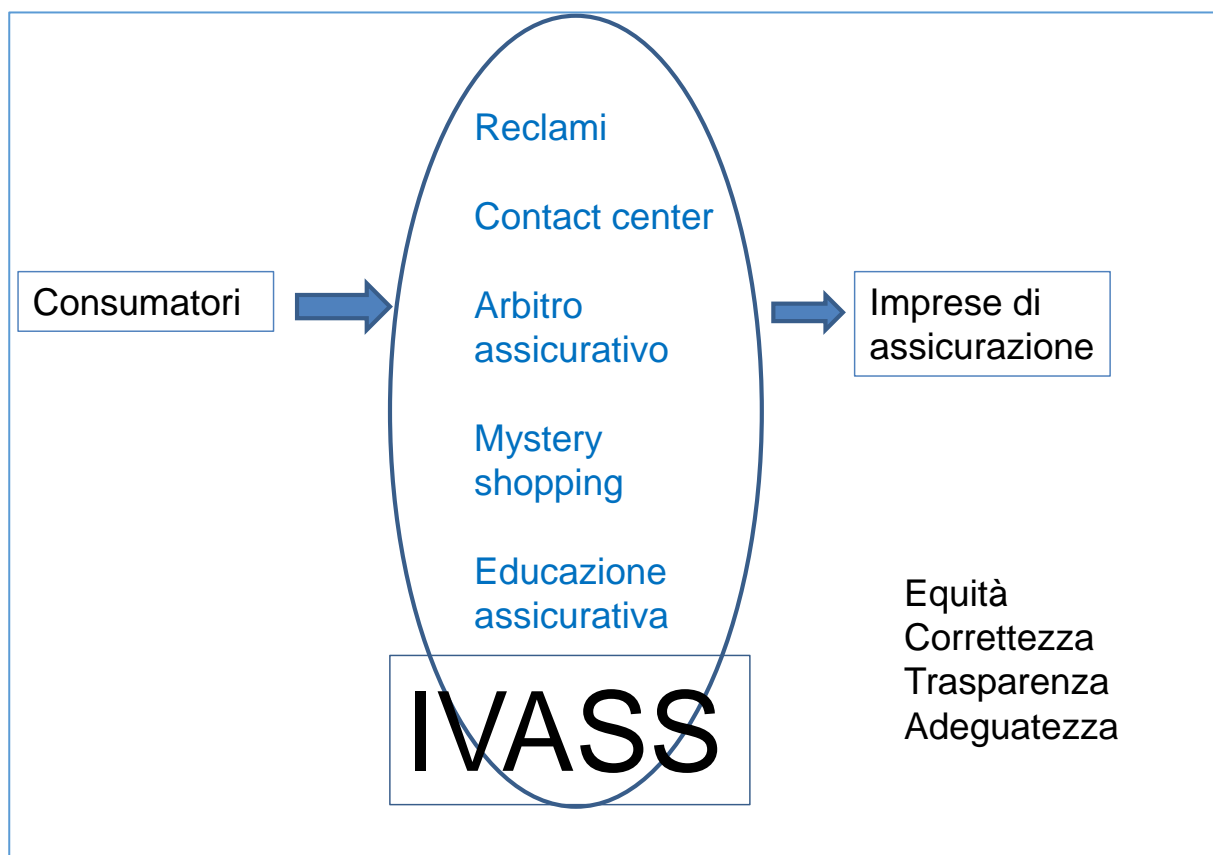 Consumatori
Reclami
Contact center
Arbitro
assicurativo
Mystery
shopping
Educazione
assicurativa
IVASS
Imprese di
assicurazione
Equità
Correttezza
Trasparenza
Adeguatezza